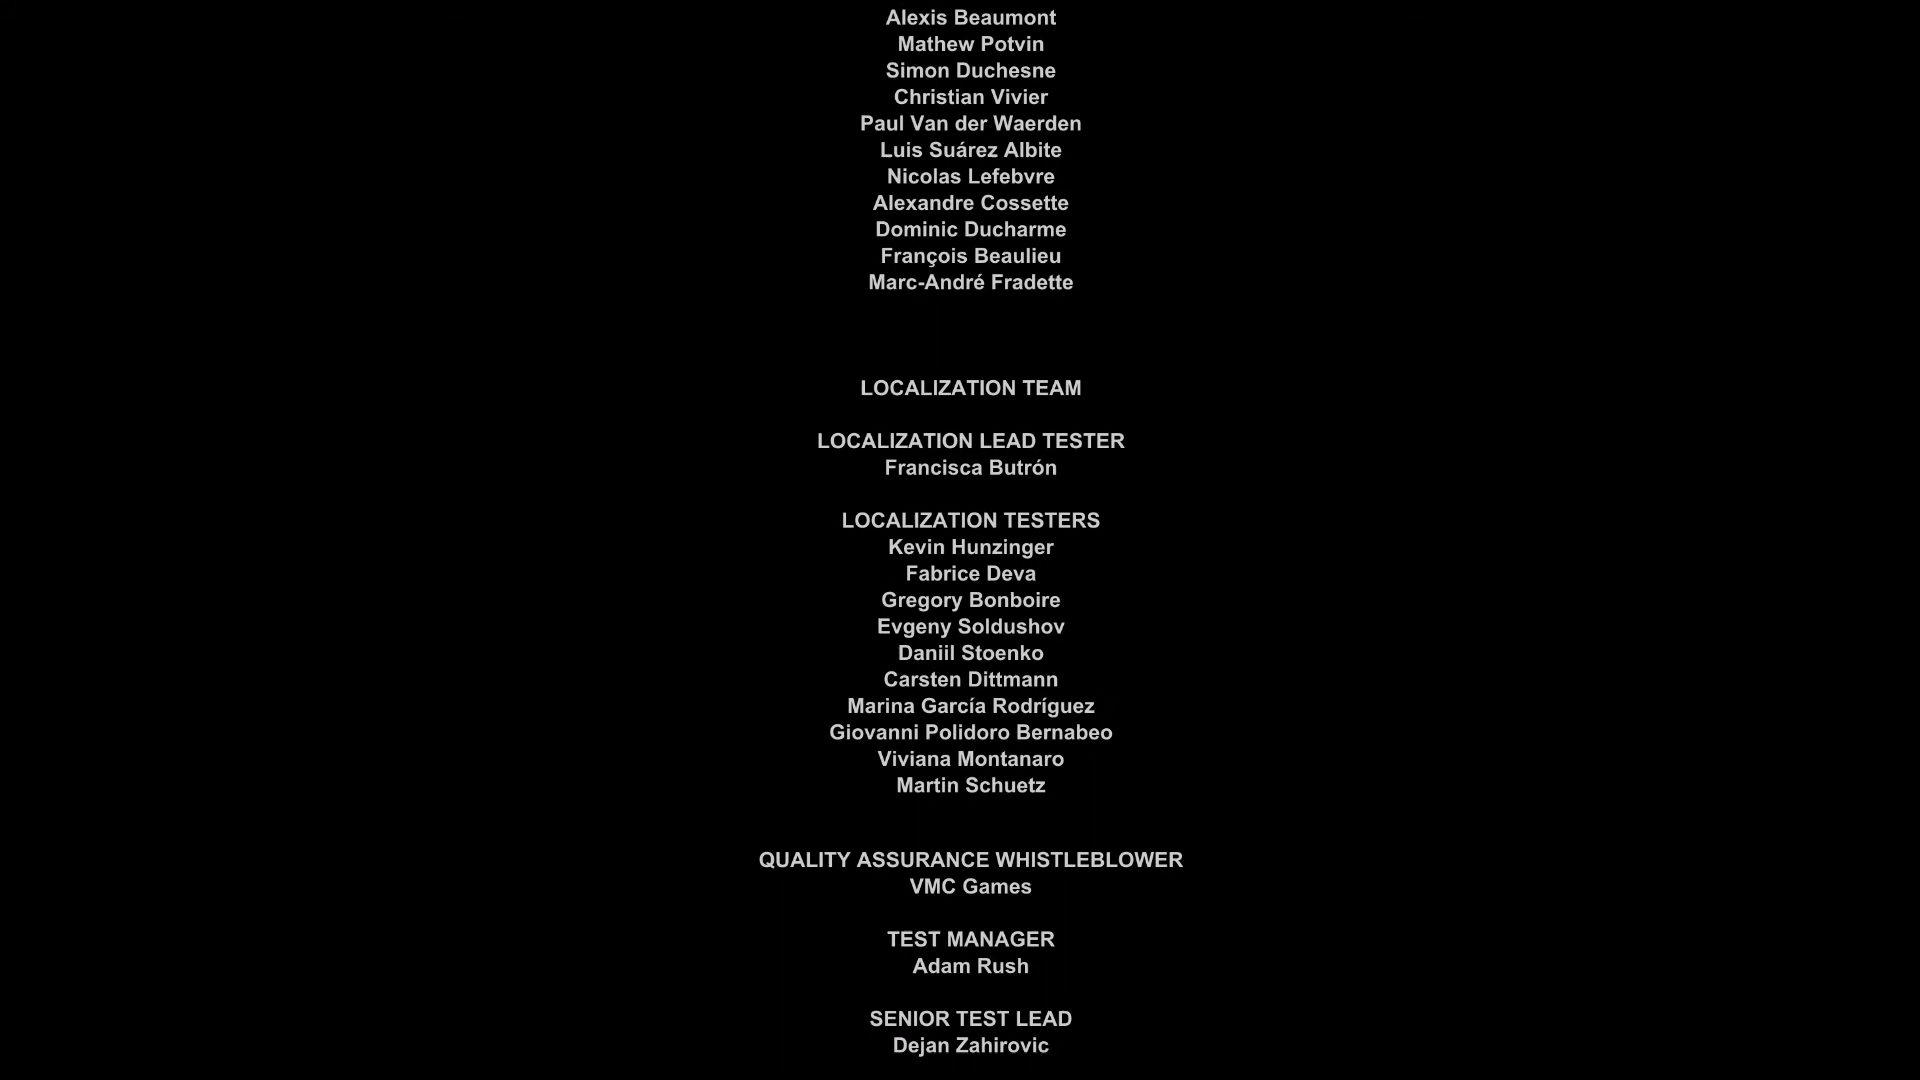 Alexis Beaumont
Mathew Potvin
Simon Duchesne
Christian Vivier
Paul Van der Waerden
Luis Suárez Albite
Nicolas Lefebvre
Alexandre Cossette
Dominic Ducharme
François Beaulieu
Marc-André Fradette
LOCALIZATION TEAM
LOCALIZATION LEAD TESTER
Francisca Butrón
LOCALIZATION TESTERS
Kevin Hunzinger
Fabrice Deva
Gregory Bonboire
Evgeny Soldushov
Daniil Stoenko
Carsten Dittmann
Marina García Rodríguez
Giovanni Polidoro Bernabeo
Viviana Montanaro
Martin Schuetz
QUALITY ASSURANCE WHISTLEBLOWER
VMC Games
TEST MANAGER
Adam Rush
SENIOR TEST LEAD
Dejan Zahirovic